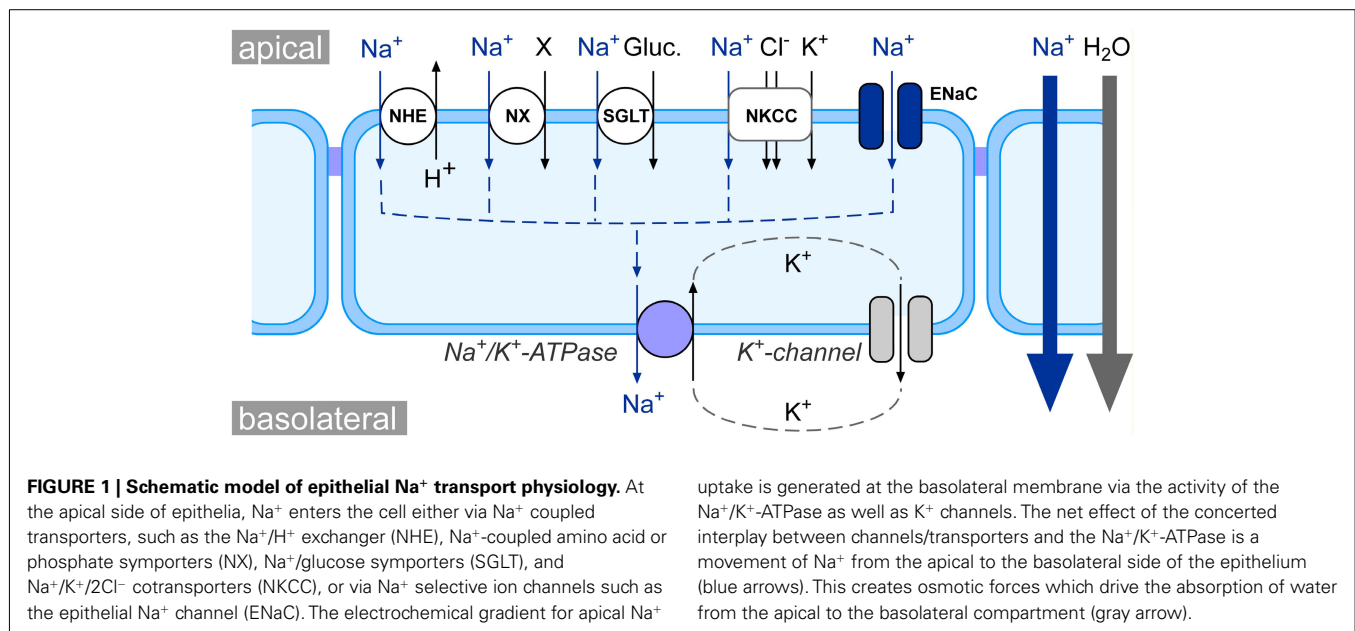 apical
Na⁺
Na⁺ X
Na⁺ Gluc.
Na⁺ Cl⁻ K⁺
Na⁺
Na⁺ H₂O
ENaC
NHE
NX
SGLT
NKCC
H⁺
K⁺
Na⁺/K⁺-ATPase
K⁺-channel
Na⁺
K⁺
basolateral
FIGURE 1 | Schematic model of epithelial Na⁺ transport physiology. At
the apical side of epithelia, Na⁺ enters the cell either via Na⁺ coupled
transporters, such as the Na⁺/H⁺ exchanger (NHE), Na⁺-coupled amino acid or
phosphate symporters (NX), Na⁺/glucose symporters (SGLT), and
Na⁺/K⁺/2Cl⁻ cotransporters (NKCC), or via Na⁺ selective ion channels such as
the epithelial Na⁺ channel (ENaC). The electrochemical gradient for apical Na⁺
uptake is generated at the basolateral membrane via the activity of the
Na⁺/K⁺-ATPase as well as K⁺ channels. The net effect of the concerted
interplay between channels/transporters and the Na⁺/K⁺-ATPase is a
movement of Na⁺ from the apical to the basolateral side of the epithelium
(blue arrows). This creates osmotic forces which drive the absorption of water
from the apical to the basolateral compartment (gray arrow).